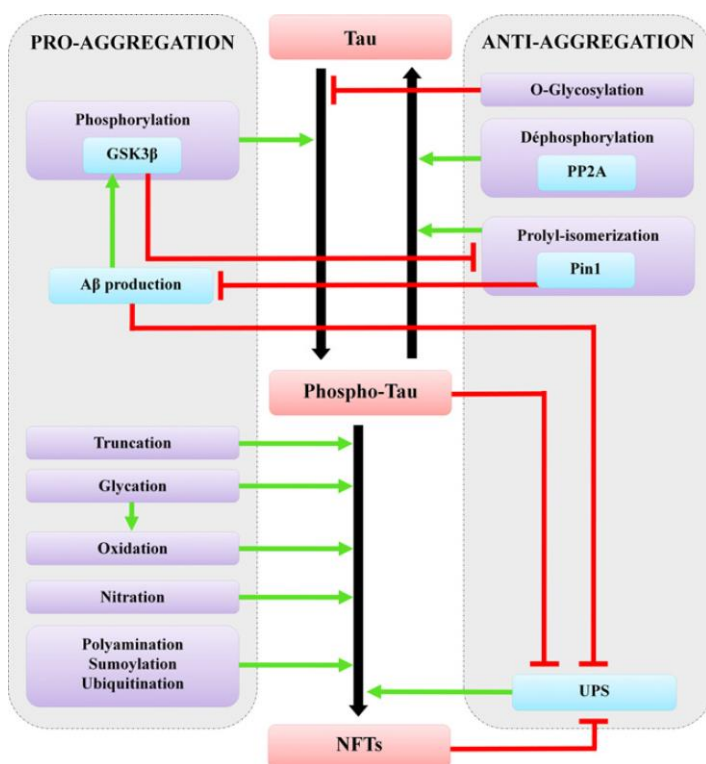 PRO-AGGREGATION
Tau
ANTI-AGGREGATION
Phosphorylation
GSK3β
O-Glycosylation
Déphosphorylation
PP2A
Prolyl-isomerization
Pin1
Aβ production
Phospho-Tau
Truncation
Glycation
Oxidation
Nitration
Polyamination
Sumoylation
Ubiquitination
UPS
NFTs